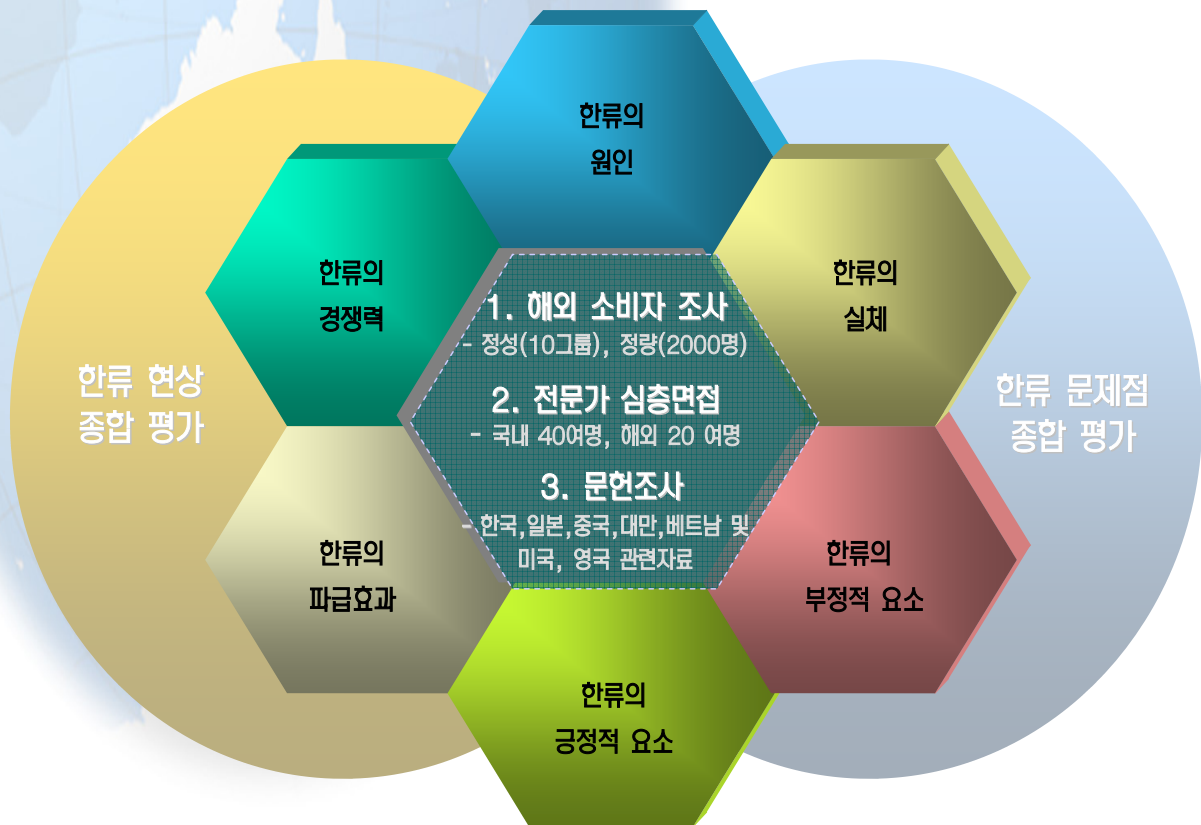 한류의
원인
한류의
경쟁력
한류의
실체
1. 해외 소비자 조사
- 정성(10그룹), 정량(2000명)
2. 전문가 심층면접
- 국내 40여명, 해외 20 여명
3. 문헌조사
- 한국,일본,중국,대만,베트남 및
미국, 영국 관련자료
한류 현상
종합 평가
한류 문제점
종합 평가
한류의
파급효과
한류의
부정적 요소
한류의
긍정적 요소